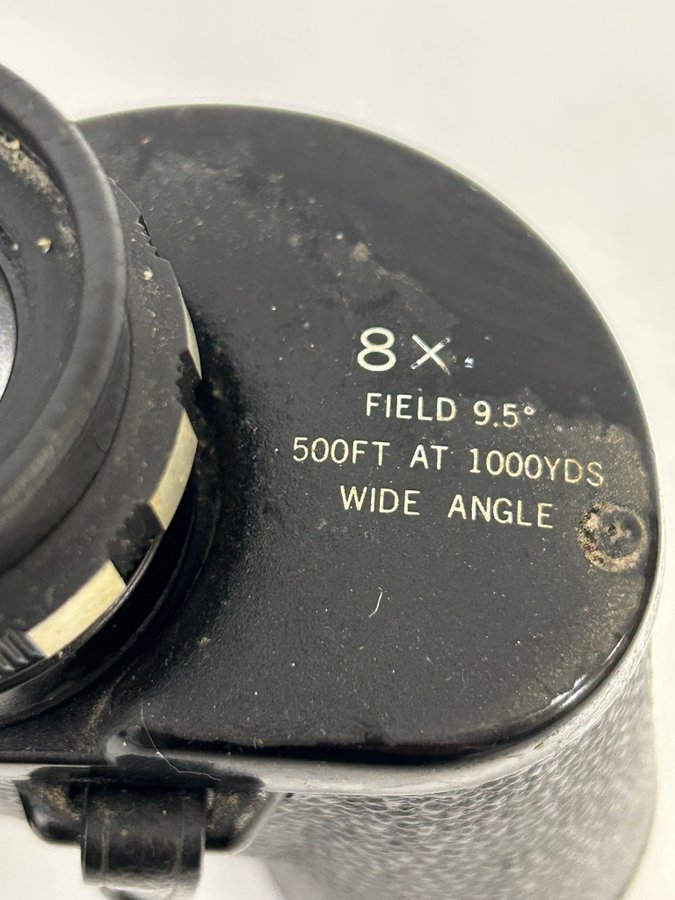 8×
FIELD 9.5°
500FT AT 1000YDS
WIDE ANGLE